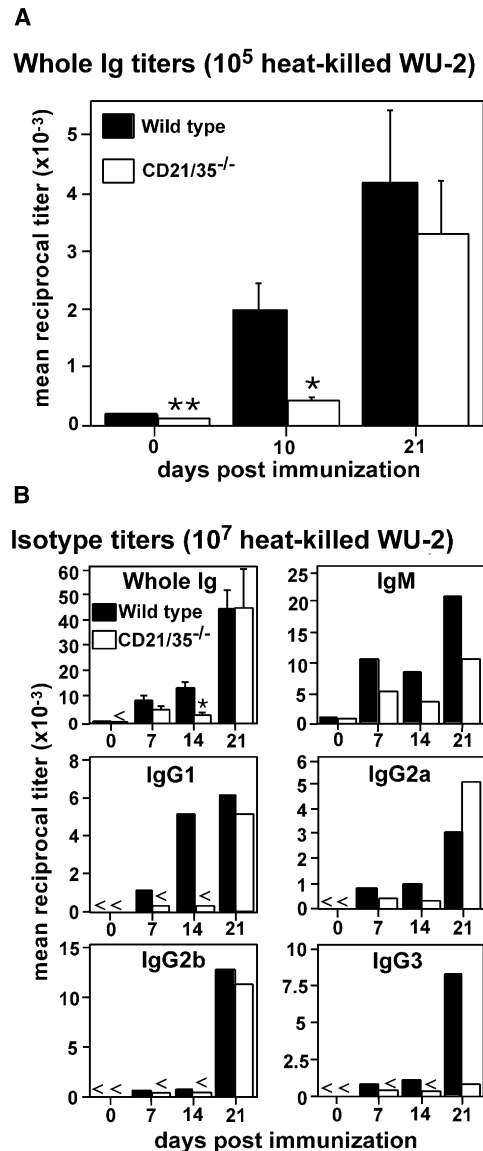 A
Whole Ig titers (10⁵ heat-killed WU-2)
mean reciprocal titer (x10⁻³)
5
4
3
2
1
0
Wild type
CD21/35⁻/⁻
**
*
0 10 21
days post immunization
B
Isotype titers (10⁷ heat-killed WU-2)
mean reciprocal titer (x10⁻³)
Whole Ig
Wild type
CD21/35⁻/⁻
60
50
40
30
20
10
0
<
*
0 7 14 21
IgM
25
20
15
10
5
0
0 7 14 21
IgG1
8
6
4
2
0
< < < <
0 7 14 21
IgG2a
6
5
4
3
2
1
0
< <
0 7 14 21
IgG2b
15
10
5
0
< < < <
0 7 14 21
IgG3
10
7.5
5
2.5
0
< < < <
0 7 14 21
days post immunization